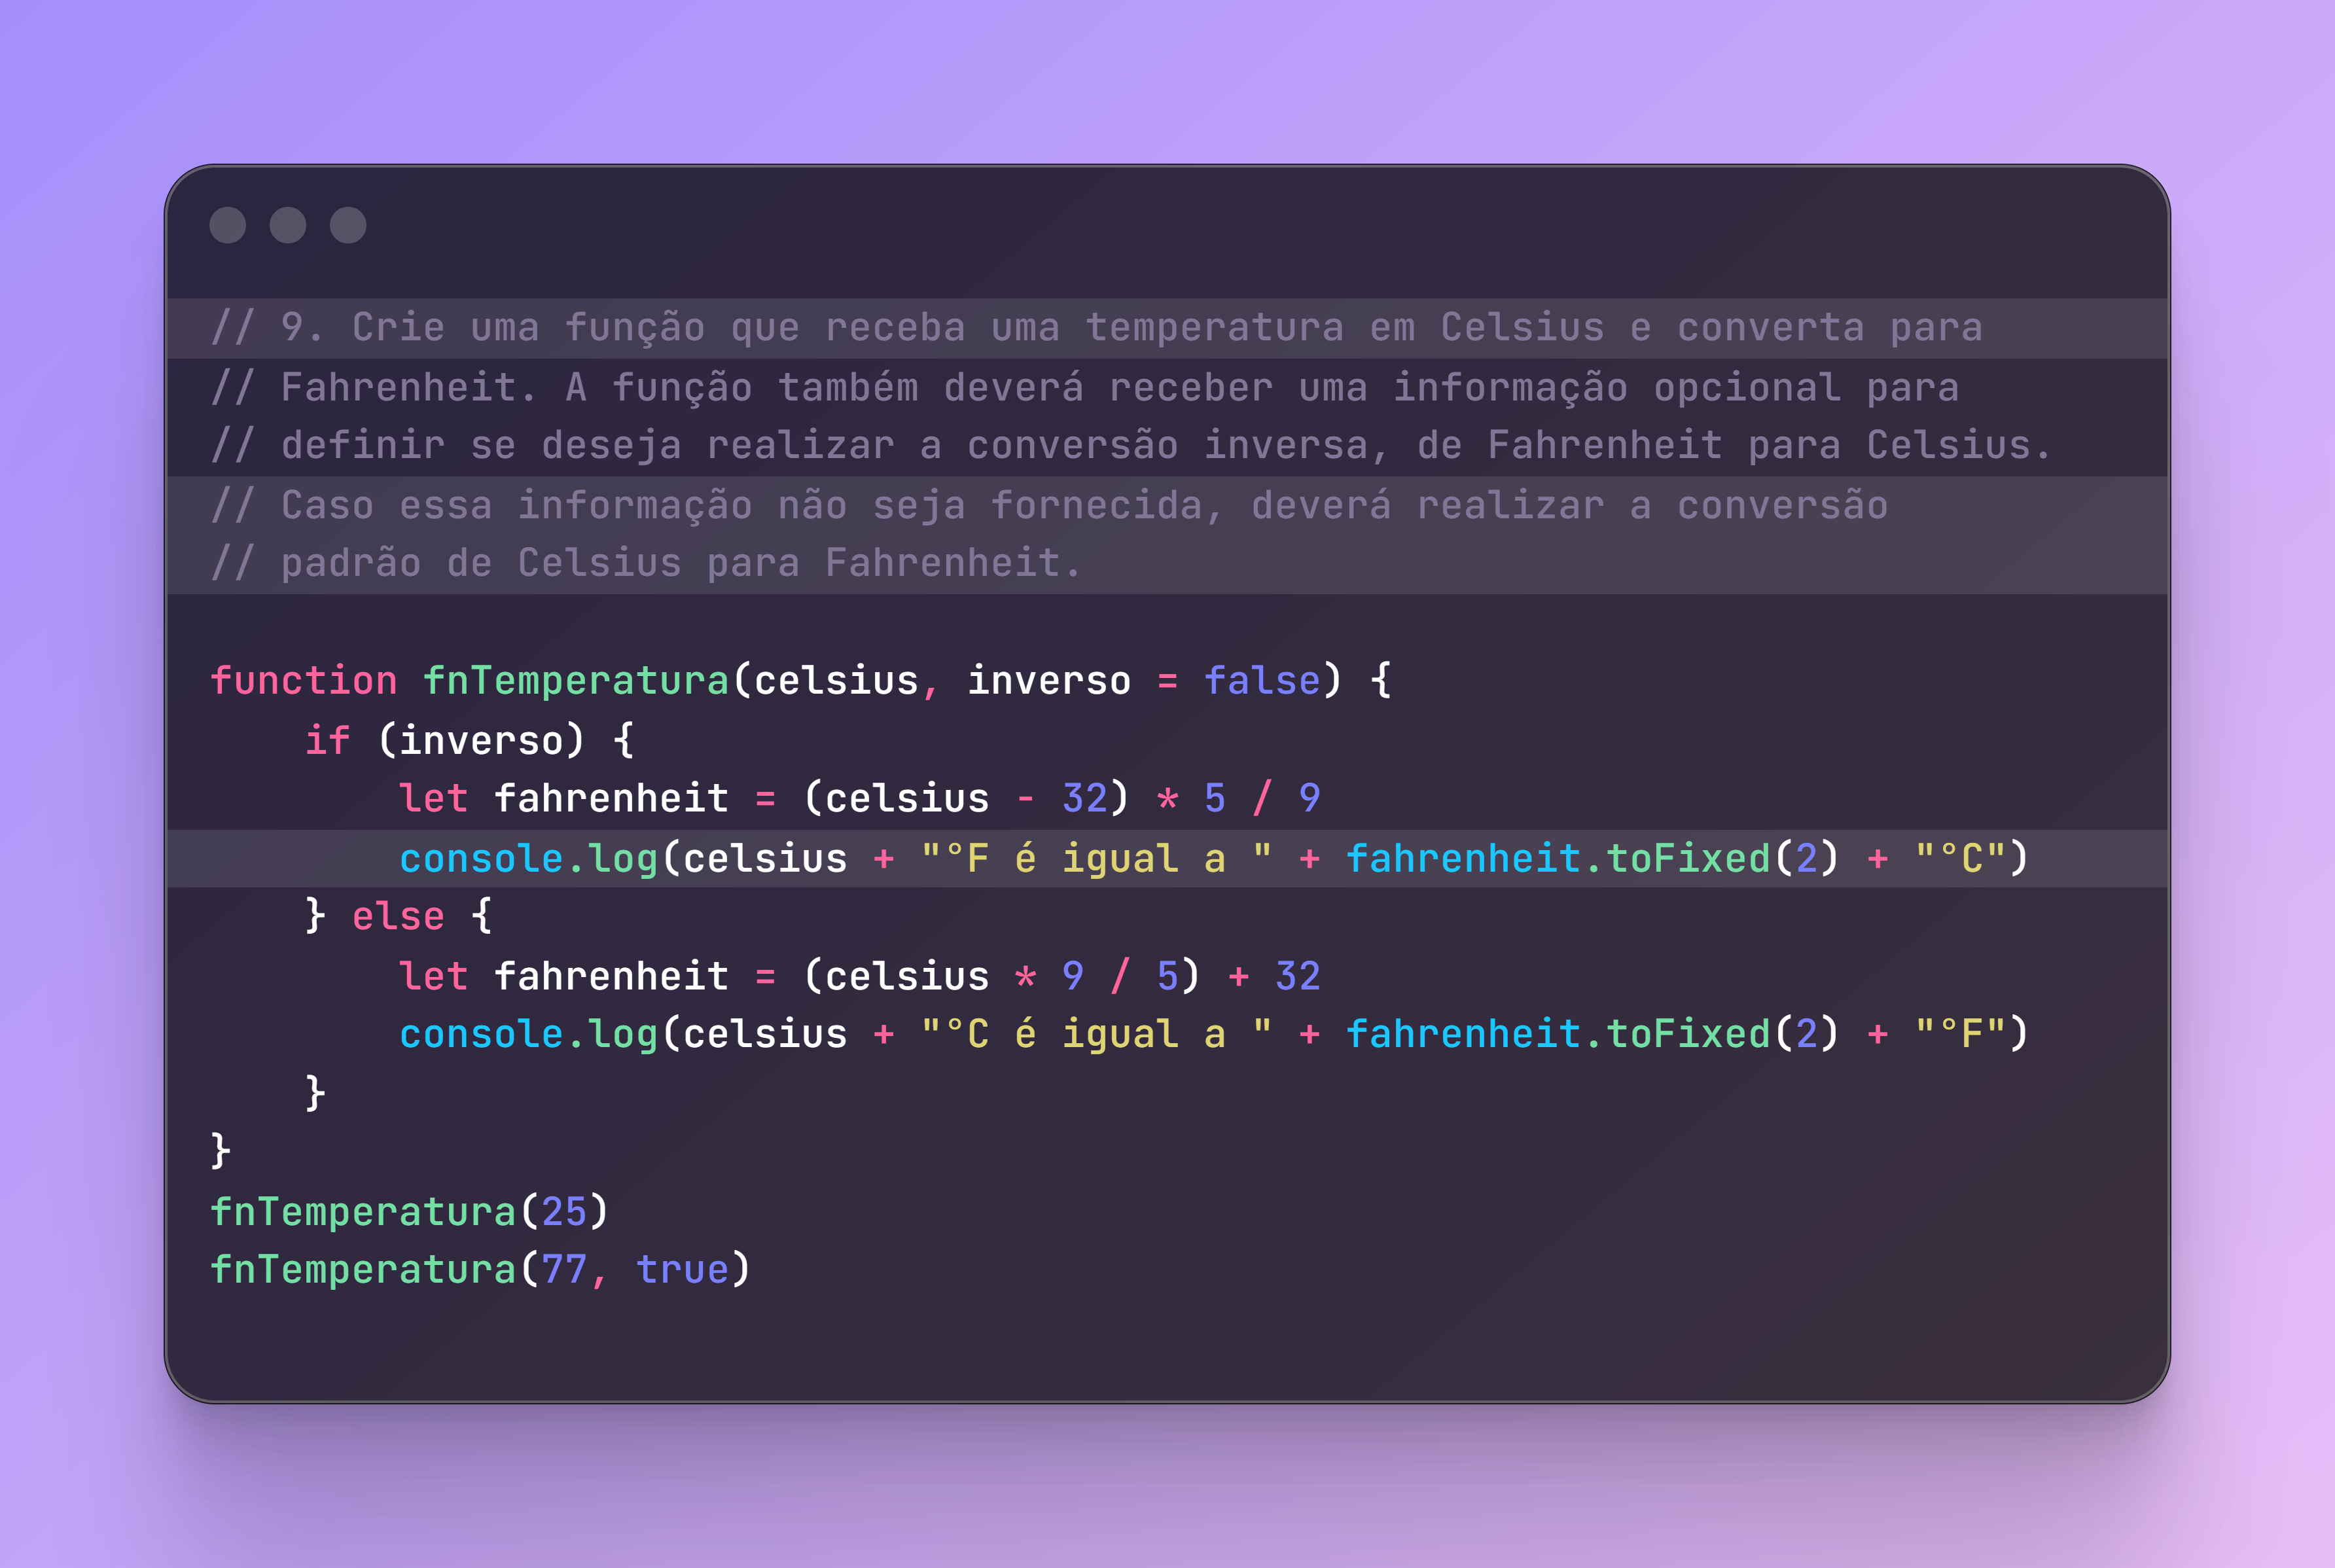 // 9. Crie uma função que receba uma temperatura em Celsius e converta para
// Fahrenheit. A função também deverá receber uma informação opcional para
// definir se deseja realizar a conversão inversa, de Fahrenheit para Celsius.
// Caso essa informação não seja fornecida, deverá realizar a conversão
// padrão de Celsius para Fahrenheit.

function fnTemperatura(celsius, inverso = false) {
    if (inverso) {
        let fahrenheit = (celsius - 32) * 5 / 9
        console.log(celsius + "°F é igual a " + fahrenheit.toFixed(2) + "°C")
    } else {
        let fahrenheit = (celsius * 9 / 5) + 32
        console.log(celsius + "°C é igual a " + fahrenheit.toFixed(2) + "°F")
    }
}
fnTemperatura(25)
fnTemperatura(77, true)